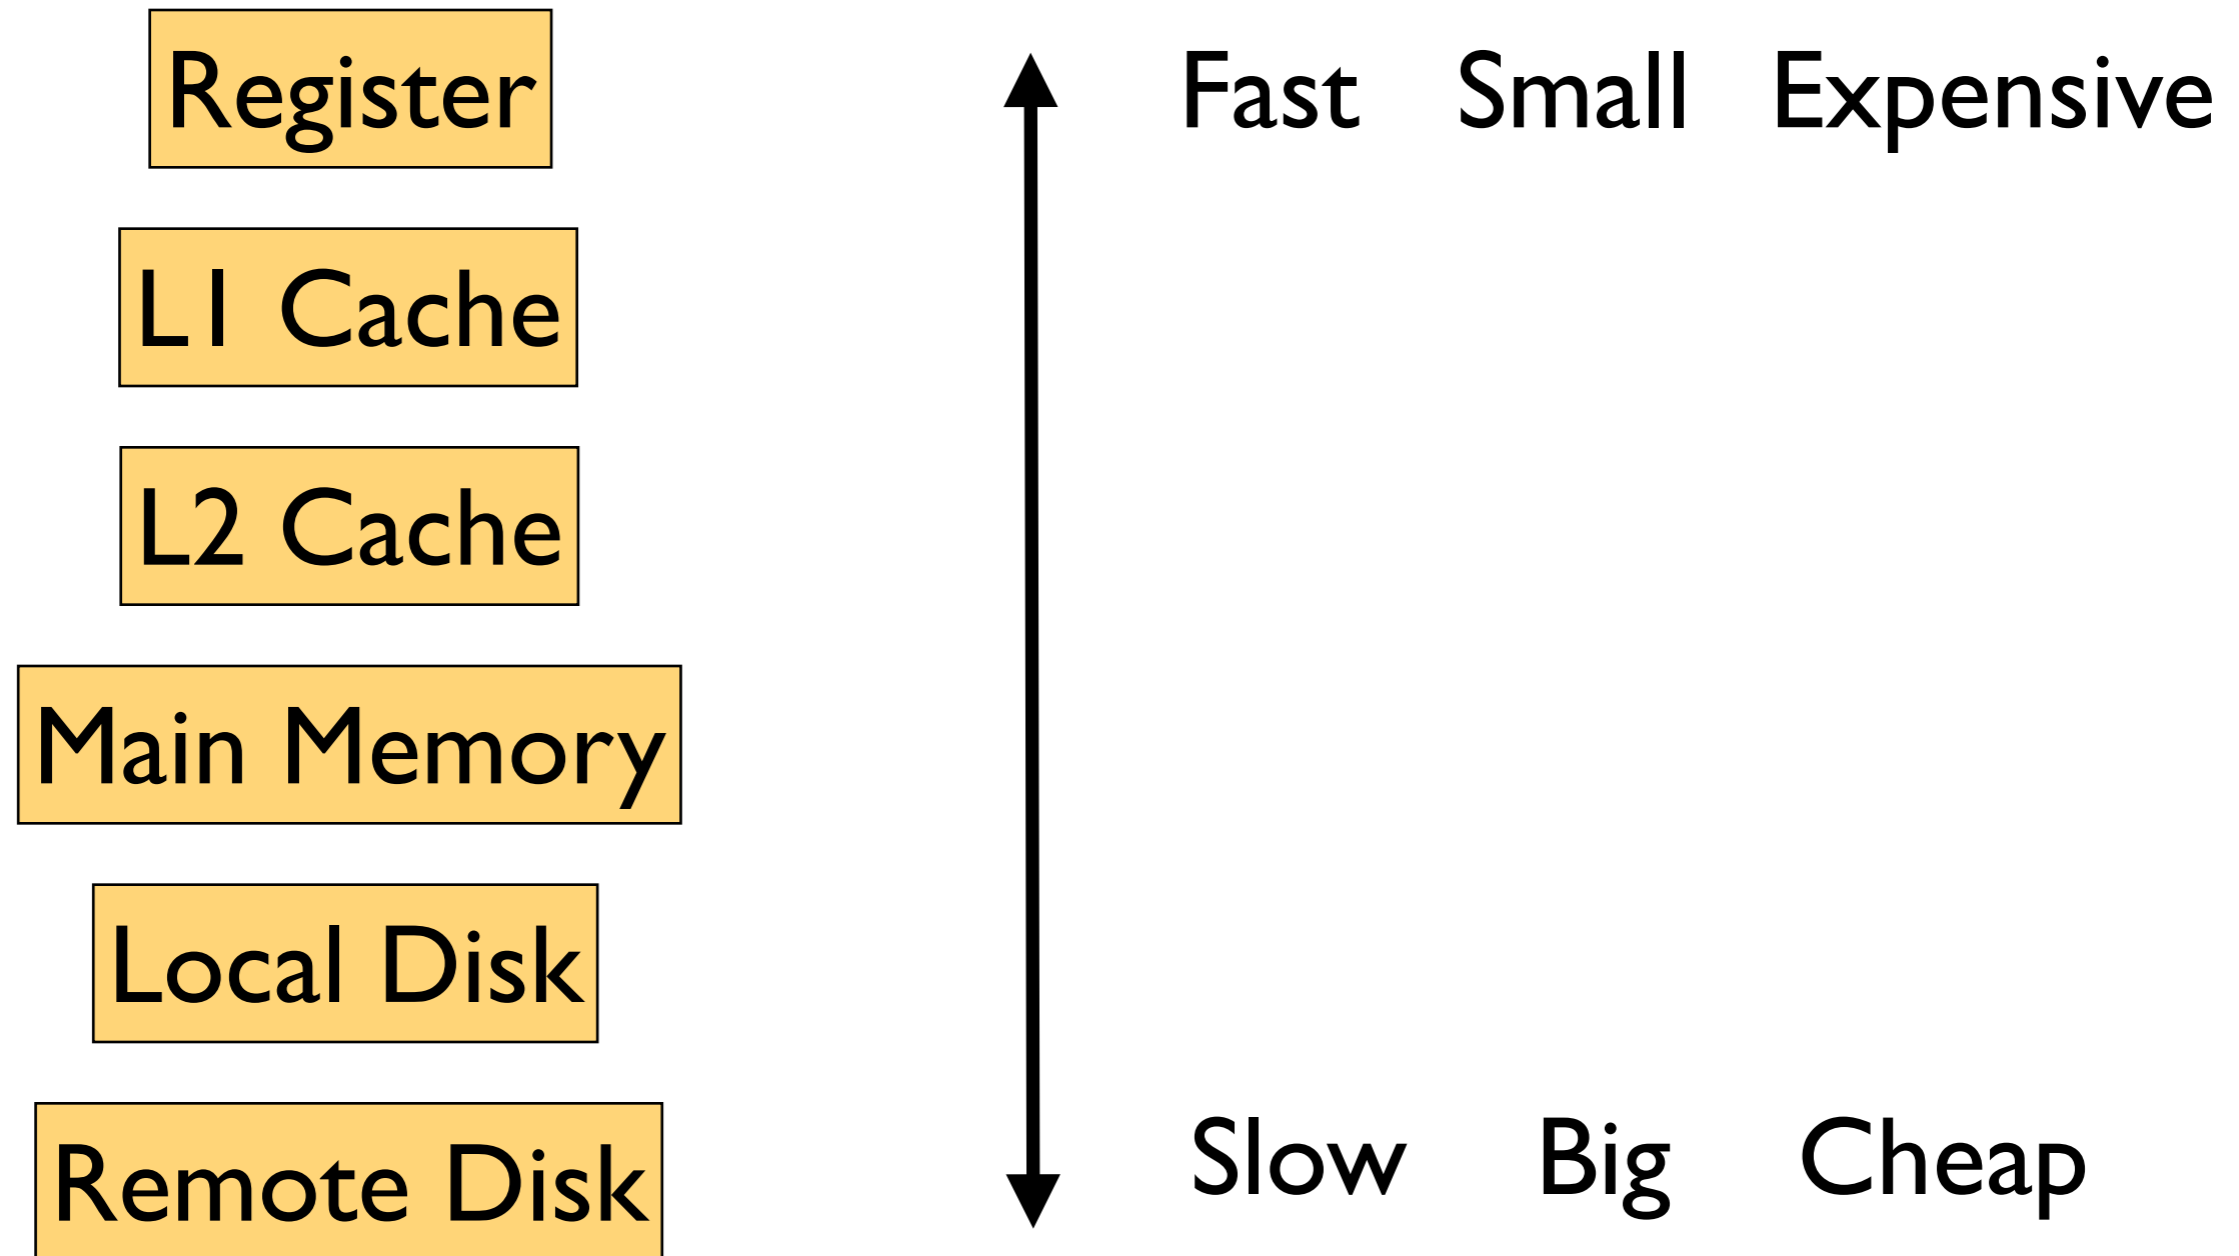 Register
Fast Small Expensive
L1 Cache
L2 Cache
Main Memory
Local Disk
Remote Disk
Slow Big Cheap